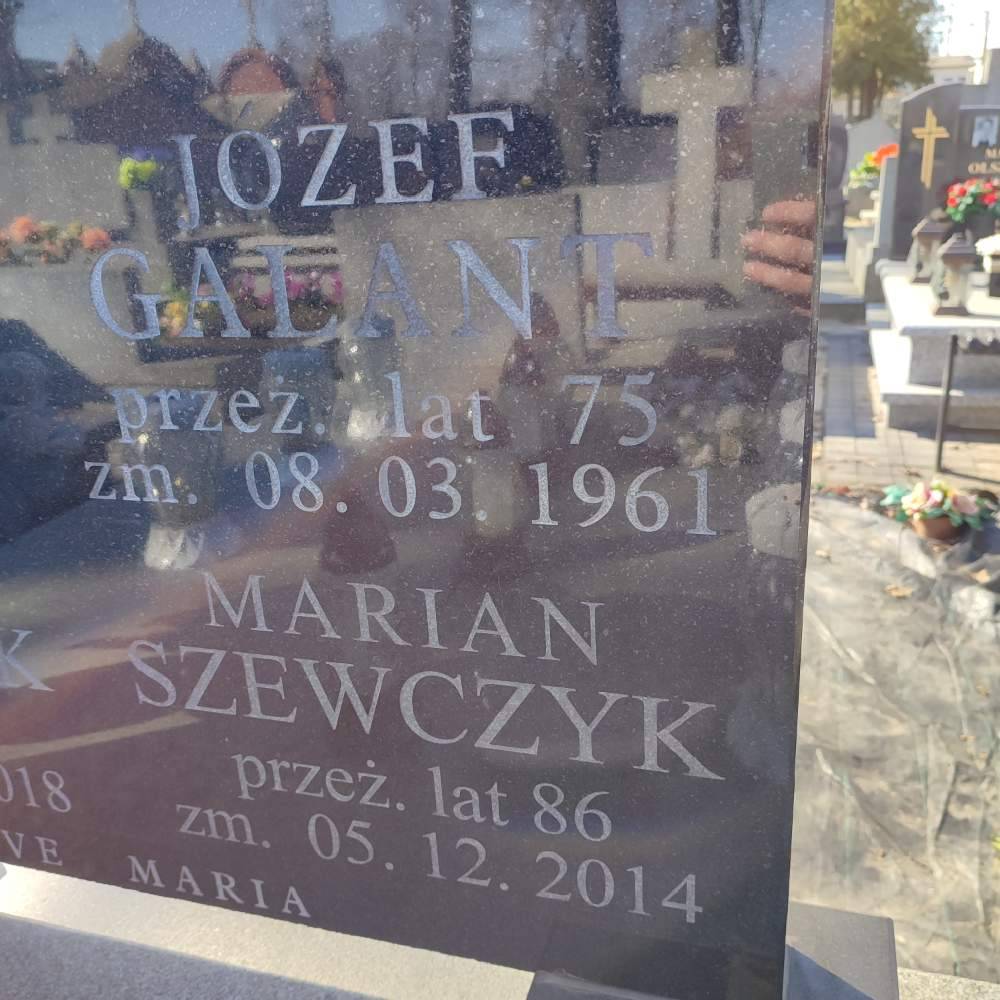 JOZEF
GALANT
przeż. lat 75
zm. 08. 03. 1961
MARIAN
K SZEWCZYK
przeż. lat 86
018 zm. 05. 12. 2014
VE MARIA